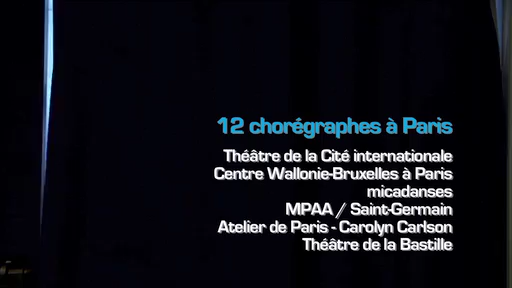 12 chorégraphes à Paris
Théâtre de la Cité internationale
Centre Wallonie-Bruxelles à Paris
micadanses
MPAA / Saint-Germain
Atelier de Paris - Carolyn Carlson
Théâtre de la Bastille